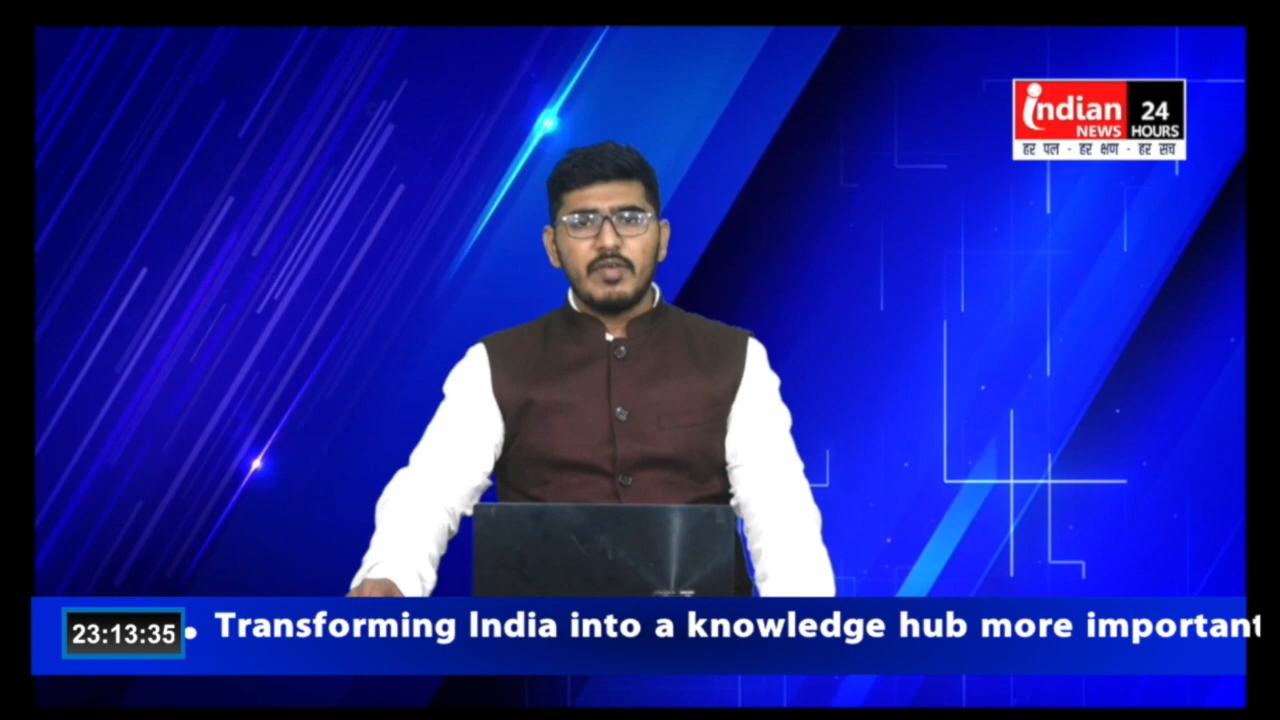 indian
24
NEWS
HOURS
हर पल - हर क्षण - हर सच
23:13:35
• Transforming India into a knowledge hub more important